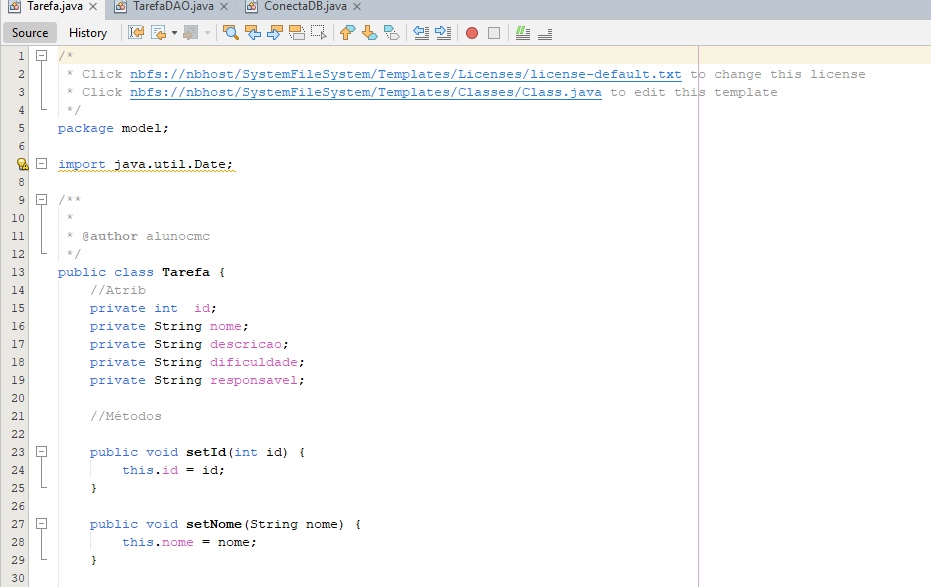 Tarefa.java TarefaDAO.java ConectaDB.java
Source History
1 /*
2 * Click nbfs://nbhost/SystemFileSystem/Templates/Licenses/license-default.txt to change this license
3 * Click nbfs://nbhost/SystemFileSystem/Templates/Classes/Class.java to edit this template
4 */
5 package model;
6
import java.util.Date;
8
9 /**
10 *
11 * @author alunocmc
12 */
13 public class Tarefa {
14 //Atrib
15 private int  id;
16 private String nome;
17 private String descricao;
18 private String dificuldade;
19 private String responsavel;
20
21 //Métodos
22
23 public void setId(int id) {
24 this.id = id;
25 }
26
27 public void setNome(String nome) {
28 this.nome = nome;
29 }
30